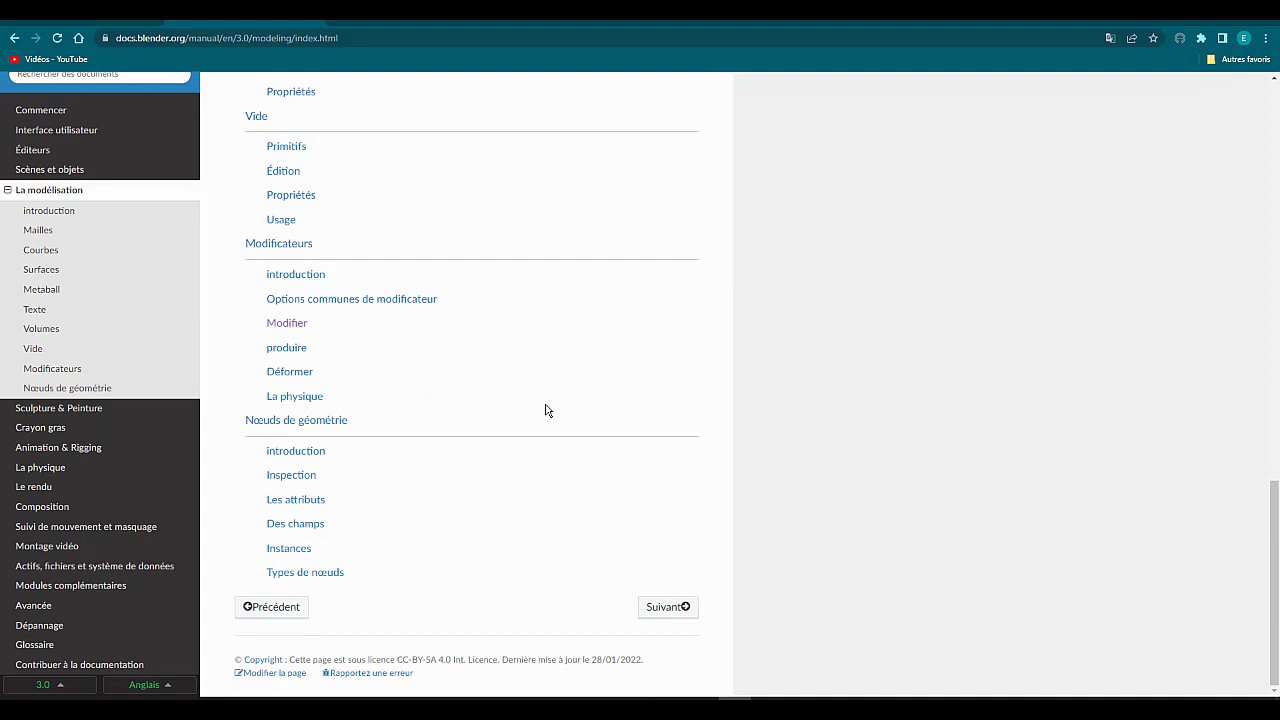 docs.blender.org/manual/en/3.0/modeling/index.html
E
Vidéos - YouTube
Autres favoris
Rechercher des documents
Commencer
Interface utilisateur
Éditeurs
Scènes et objets
La modélisation
introduction
Mailles
Courbes
Surfaces
Metaball
Texte
Volumes
Vide
Modificateurs
Nœuds de géométrie
Sculpture & Peinture
Crayon gras
Animation & Rigging
La physique
Le rendu
Composition
Suivi de mouvement et masquage
Montage vidéo
Actifs, fichiers et système de données
Modules complémentaires
Avancée
Dépannage
Glossaire
Contribuer à la documentation
3.0
Anglais
Propriétés
Vide
Primitifs
Édition
Propriétés
Usage
Modificateurs
introduction
Options communes de modificateur
Modifier
produire
Déformer
La physique
Nœuds de géométrie
introduction
Inspection
Les attributs
Des champs
Instances
Types de nœuds
Précédent
Suivant
© Copyright : Cette page est sous licence CC-BY-SA 4.0 Int. Licence. Dernière mise à jour le 28/01/2022.
Modifier la page
Rapportez une erreur